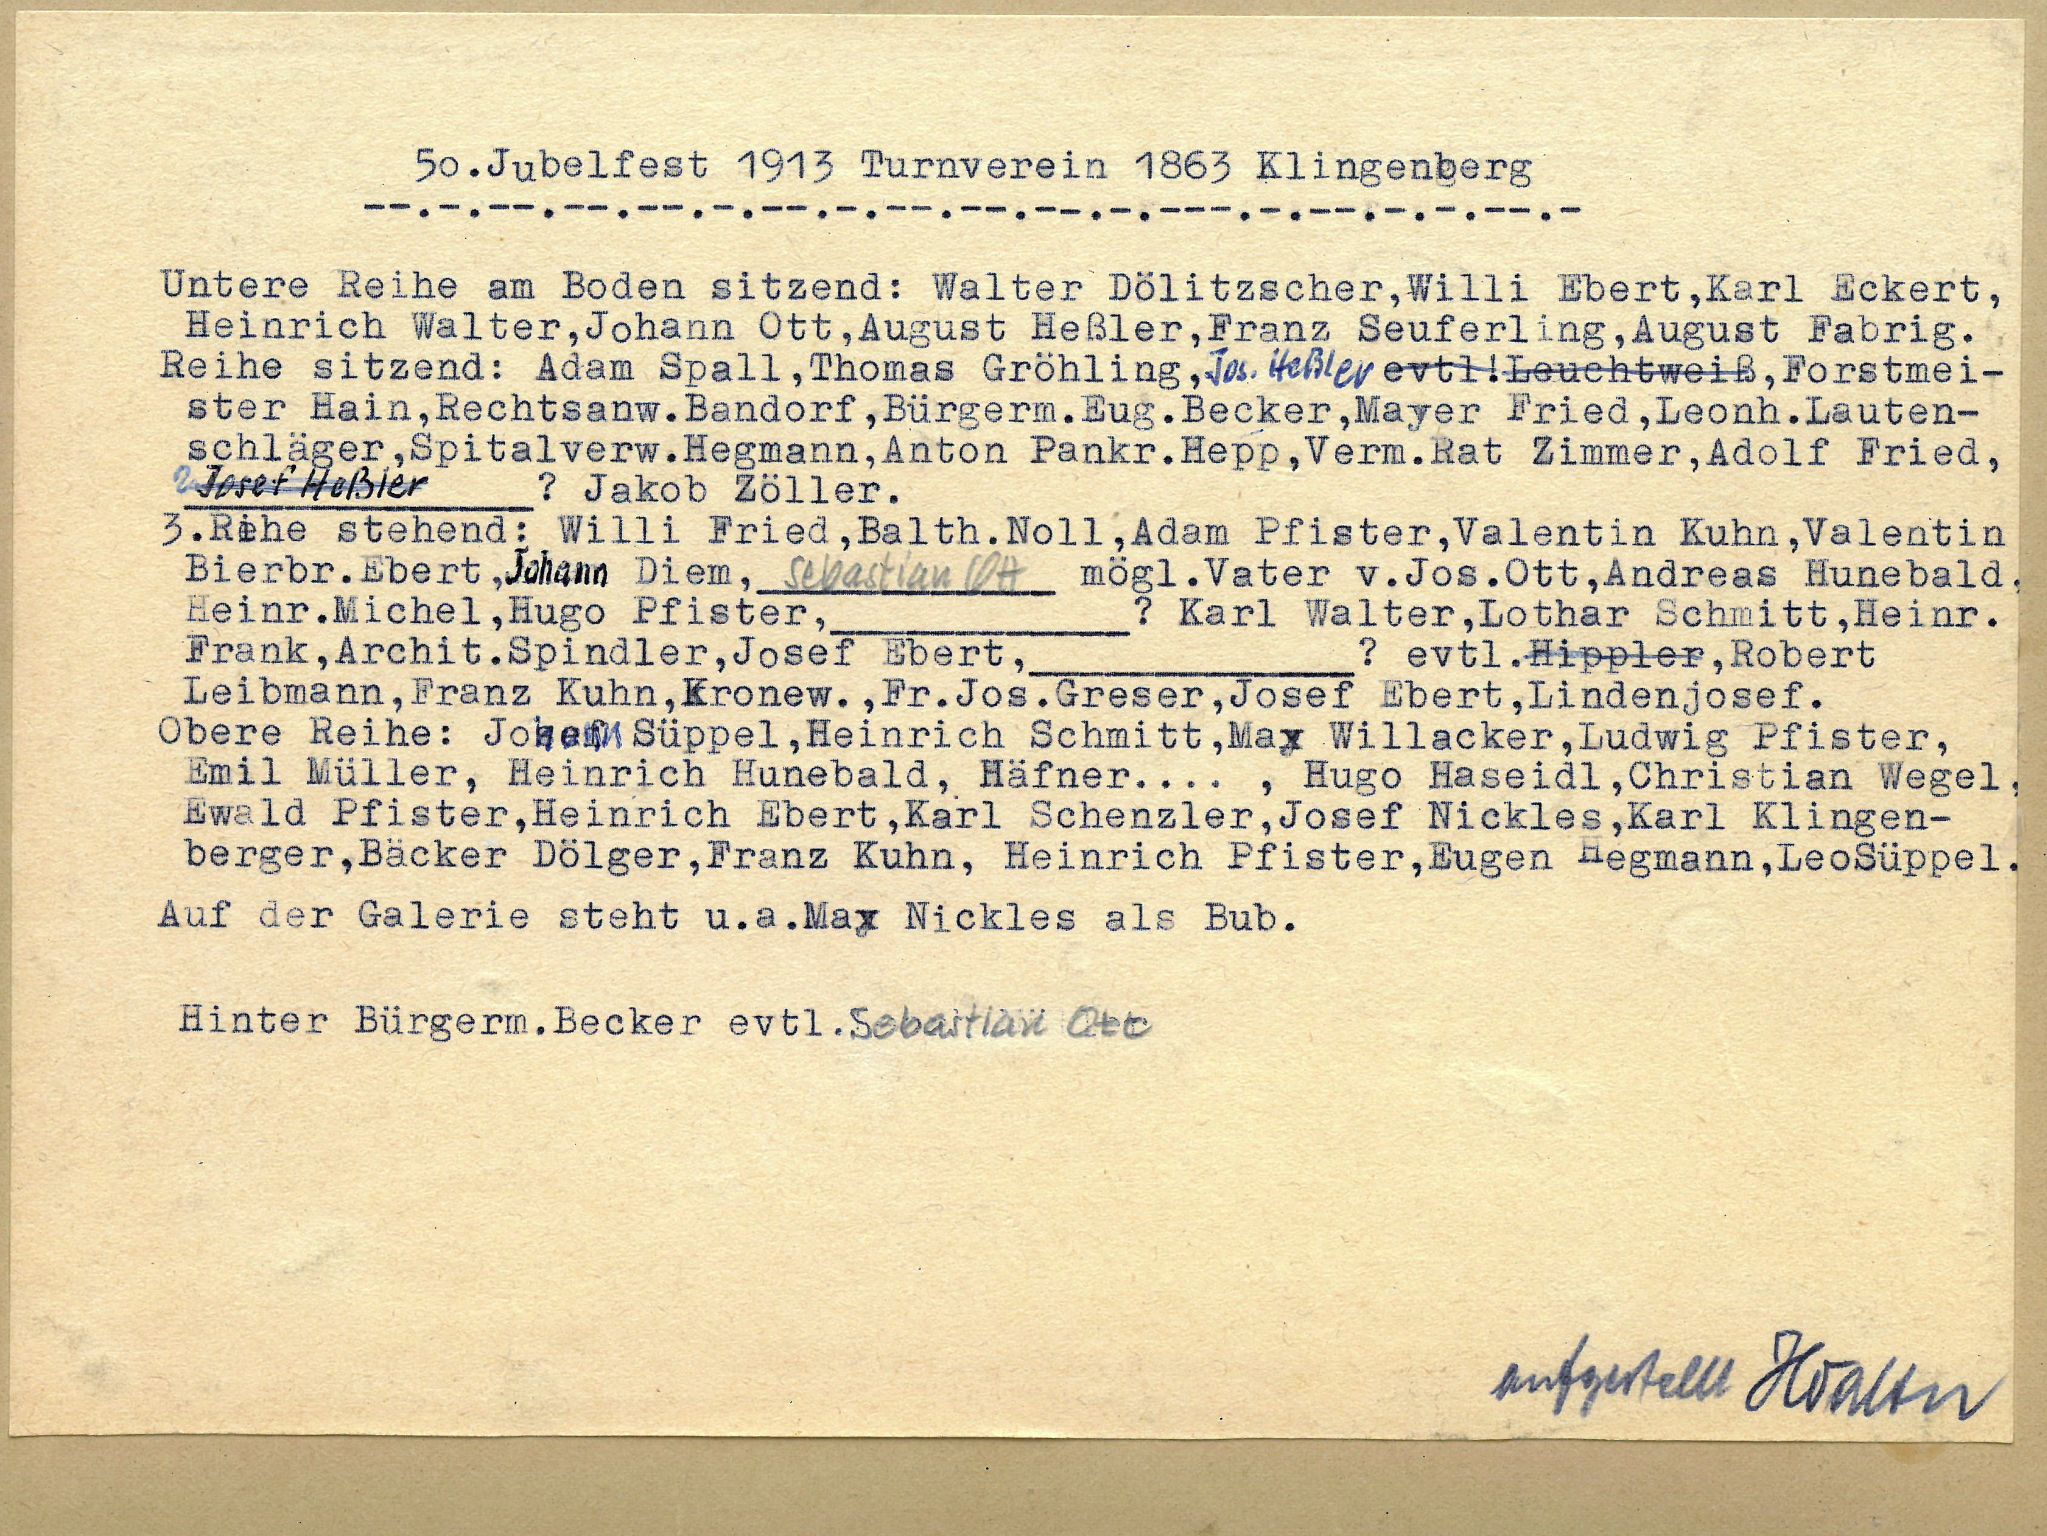 5o.Jubelfest 1913 Turnverein 1863 Klingenberg
--.-.--.--.--.-.--.-.--.--.--.-.---.-.--.-.-.--.-
Untere Reihe am Boden sitzend: Walter Dölitzscher,Willi Ebert,Karl Eckert,
Heinrich Walter,Johann Ott,August Heßler,Franz Seuferling,August Fabrig.
Reihe sitzend: Adam Spall,Thomas Gröhling,Jos. Heßler evtl!Leuchtweiß,Forstmei-
ster Hain,Rechtsanw.Bandorf,Bürgerm.Eug.Becker,Mayer Fried,Leonh.Lauten-
schläger,Spitalverw.Hegmann,Anton Pankr.Hepp,Verm.Rat Zimmer,Adolf Fried,
Josef Heßler ? Jakob Zöller.
3.Reihe stehend: Willi Fried,Balth.Noll,Adam Pfister,Valentin Kuhn,Valentin
Bierbr.Ebert,Johann Diem, Sebastian Ott mögl.Vater v.Jos.Ott,Andreas Hunebald,
Heinr.Michel,Hugo Pfister,____________? Karl Walter,Lothar Schmitt,Heinr.
Frank,Archit.Spindler,Josef Ebert,_____________? evtl.Hippler,Robert
Leibmann,Franz Kuhn,Kronew.,Fr.Jos.Greser,Josef Ebert,Lindenjosef.
Obere Reihe: Johann Süppel,Heinrich Schmitt,Max Willacker,Ludwig Pfister,
Emil Müller, Heinrich Hunebald, Häfner.... , Hugo Haseidl,Christian Wegel,
Ewald Pfister,Heinrich Ebert,Karl Schenzler,Josef Nickles,Karl Klingen-
berger,Bäcker Dölger,Franz Kuhn, Heinrich Pfister,Eugen Hegmann,LeoSüppel.
Auf der Galerie steht u.a.Max Nickles als Bub.
Hinter Bürgerm.Becker evtl.Sebastian Ott
aufgestellt HWalter